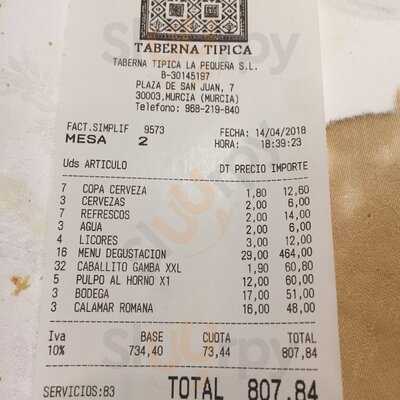 TABERNA TIPICA
TABERNA TIPICA LA PEQUEÑA S.L.
B-30145197
PLAZA DE SAN JUAN, 7
30003,MURCIA (MURCIA)
Telefono: 968-219-840
FACT.SIMPLIF 9573 FECHA: 14/04/2018
MESA 2 HORA: 18:39:23
Uds ARTICULO DT PRECIO IMPORTE
7 COPA CERVEZA 1,80 12,60
3 CERVEZAS 2,00 6,00
7 REFRESCOS 2,00 14,00
3 AGUA 2,00 6,00
4 LICORES 3,00 12,00
16 MENU DEGUSTACION 29,00 464,00
32 CABALLITO GAMBA XXL 1,90 60,80
5 PULPO AL HORNO X1 12,00 60,00
3 BODEGA 17,00 51,00
3 CALAMAR ROMANA 16,00 48,00
Iva BASE CUOTA TOTAL
10% 734,40 73,44 807,84
SERVICIOS:83 TOTAL 807,84